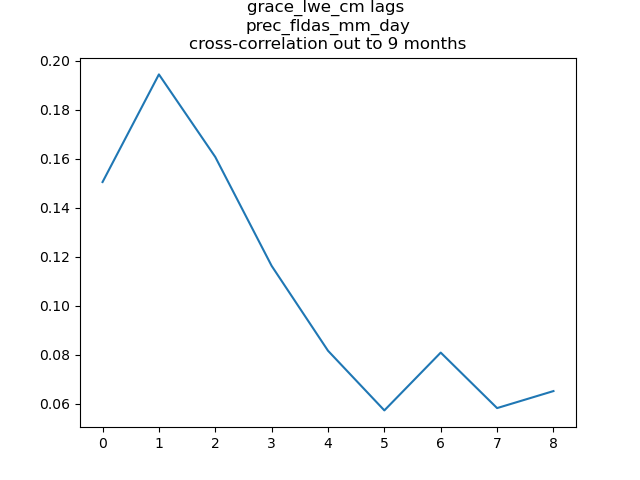 grace_lwe_cm lags
prec_fldas_mm_day
cross-correlation out to 9 months
0.20
0.18
0.16
0.14
0.12
0.10
0.08
0.06
0 1 2 3 4 5 6 7 8